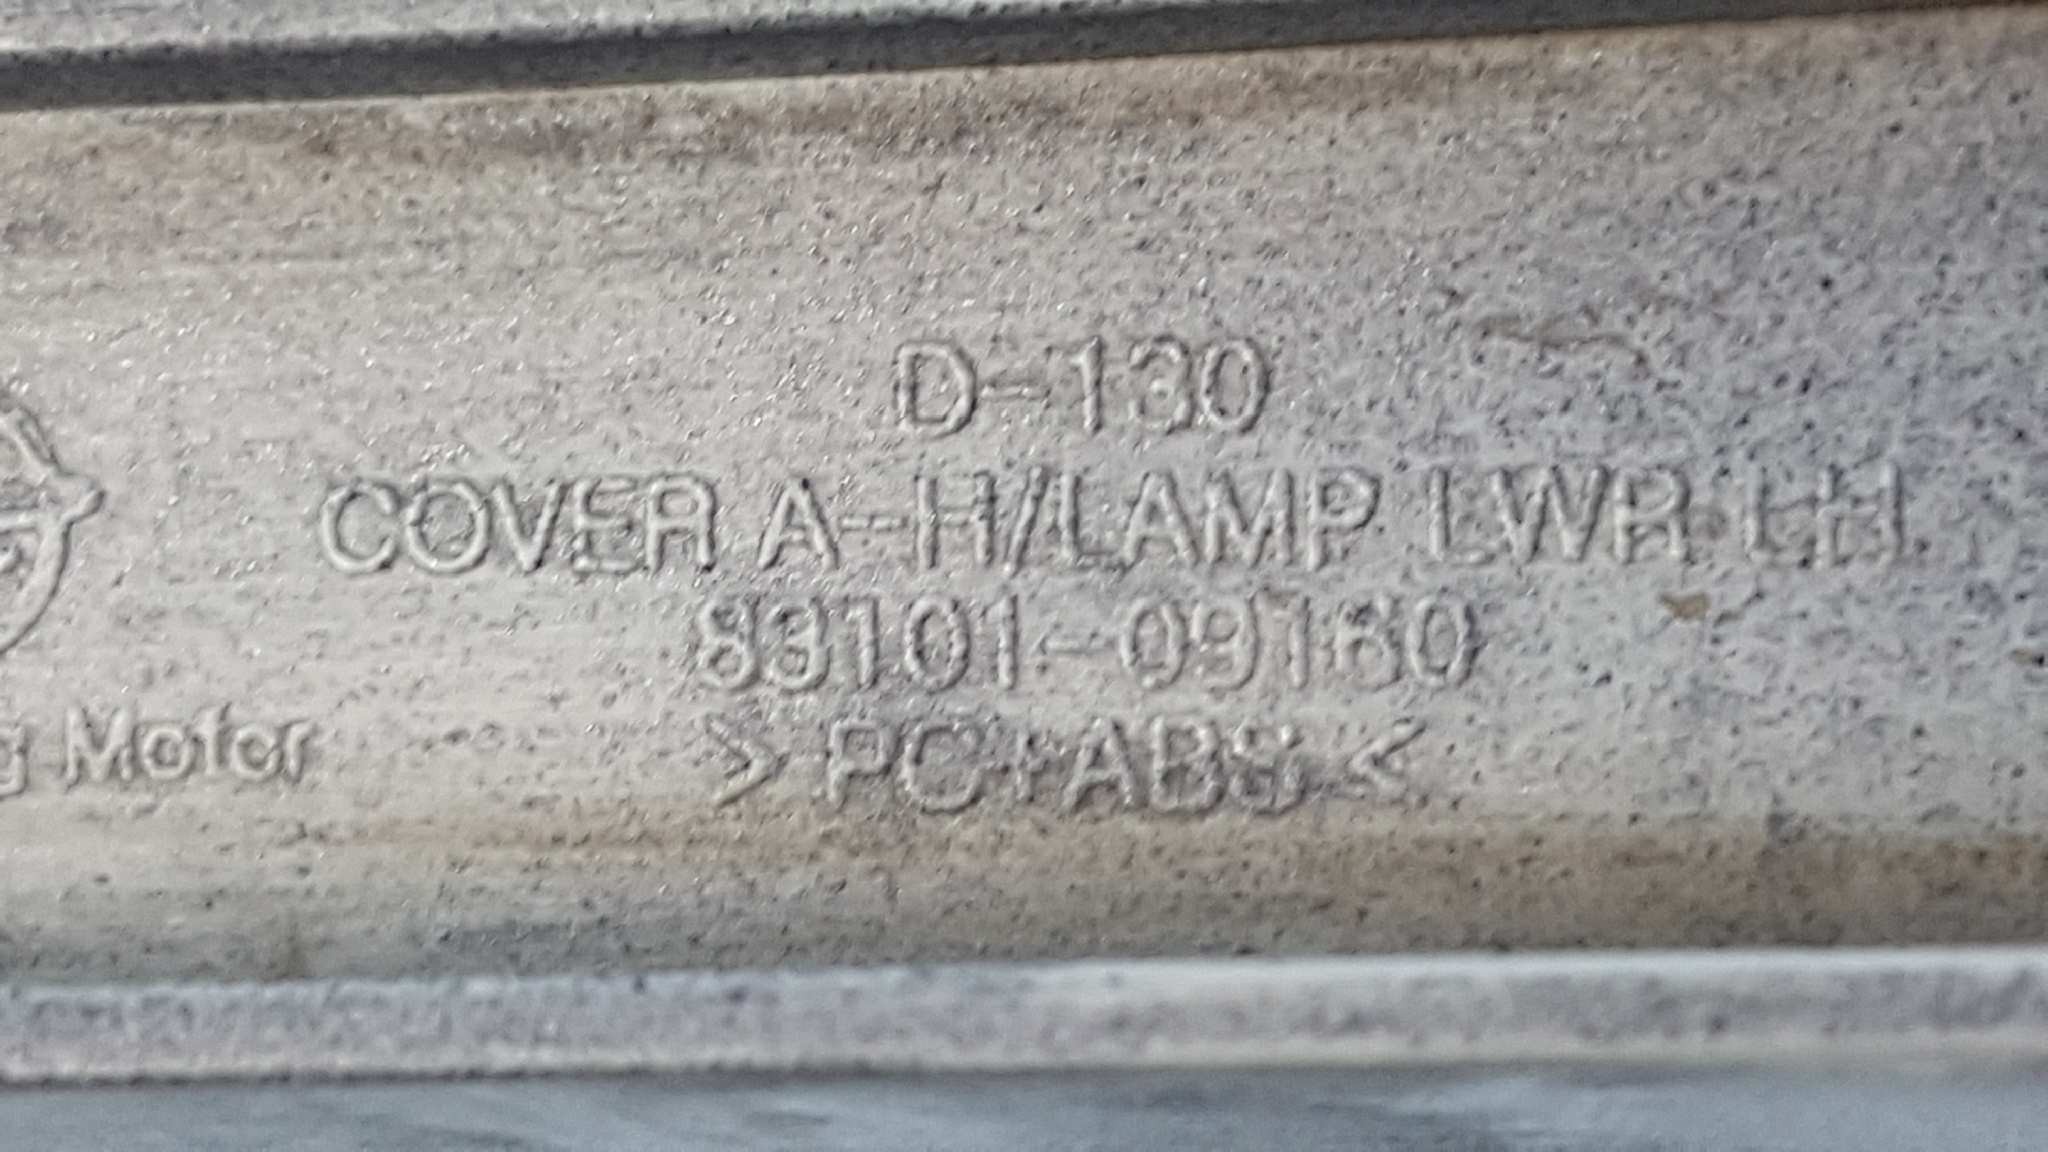 D-130
COVER A-H/LAMP LWR LH
83101-09160
g Motor
> PC+ABS <